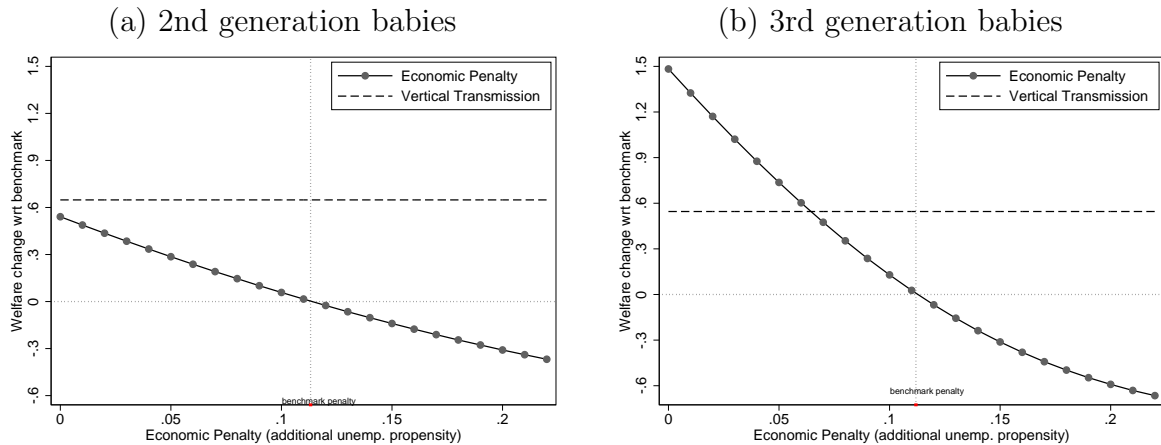 (a) 2nd generation babies
Economic Penalty
Vertical Transmission
Welfare change wrt benchmark
1.5
1.2
.9
.6
.3
0
-.3
-.6
benchmark penalty
0
.05
.1
.15
.2
Economic Penalty (additional unemp. propensity)
(b) 3rd generation babies
Economic Penalty
Vertical Transmission
Welfare change wrt benchmark
1.5
1.2
.9
.6
.3
0
-.3
-.6
benchmark penalty
0
.05
.1
.15
.2
Economic Penalty (additional unemp. propensity)